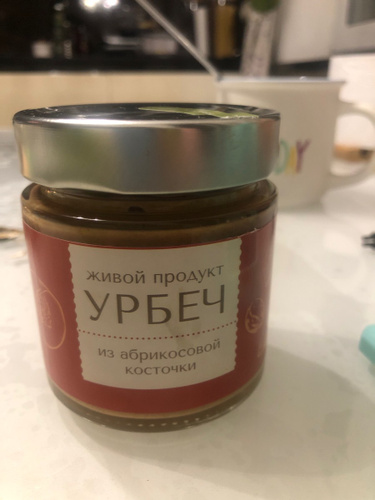 живой продукт
УРБЕЧ
из абрикосовой
косточки